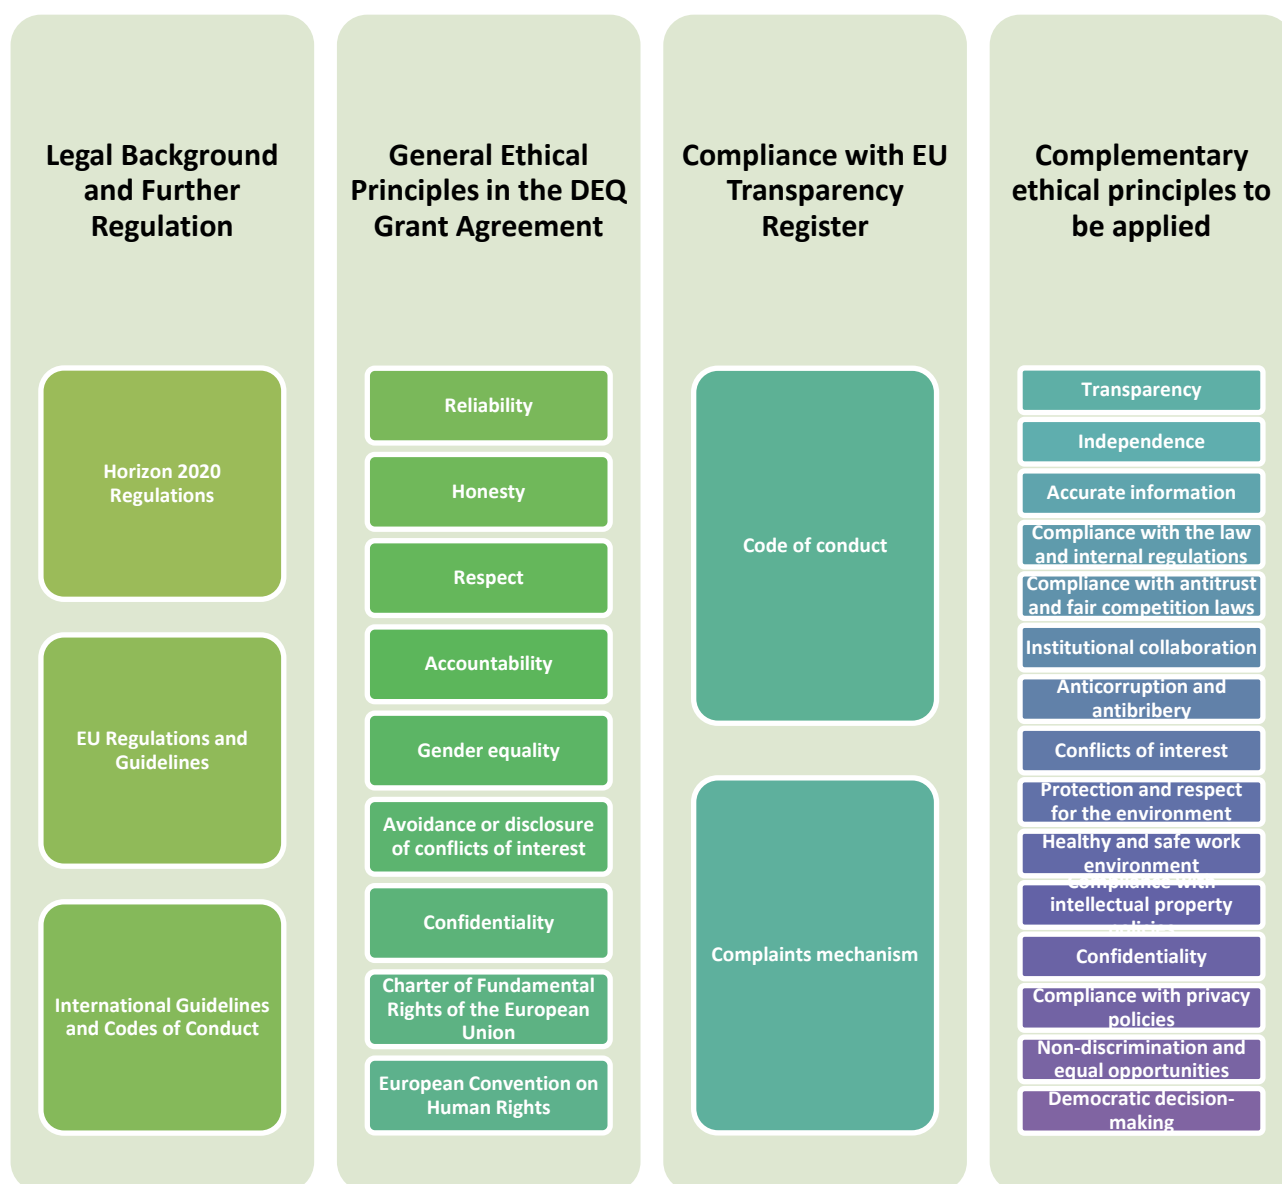 Legal Background
and Further
Regulation
Horizon 2020
Regulations
EU Regulations and
Guidelines
International Guidelines
and Codes of Conduct
General Ethical
Principles in the DEQ
Grant Agreement
Reliability
Honesty
Respect
Accountability
Gender equality
Avoidance or disclosure
of conflicts of interest
Confidentiality
Charter of Fundamental
Rights of the European
Union
European Convention on
Human Rights
Compliance with EU
Transparency
Register
Code of conduct
Complaints mechanism
Complementary
ethical principles to
be applied
Transparency
Independence
Accurate information
Compliance with the law
and internal regulations
Compliance with antitrust
and fair competition laws
Institutional collaboration
Anticorruption and
antibribery
Conflicts of interest
Protection and respect
for the environment
Healthy and safe work
environment
Compliance with
intellectual property
policies
Confidentiality
Compliance with privacy
policies
Non-discrimination and
equal opportunities
Democratic decision-
making